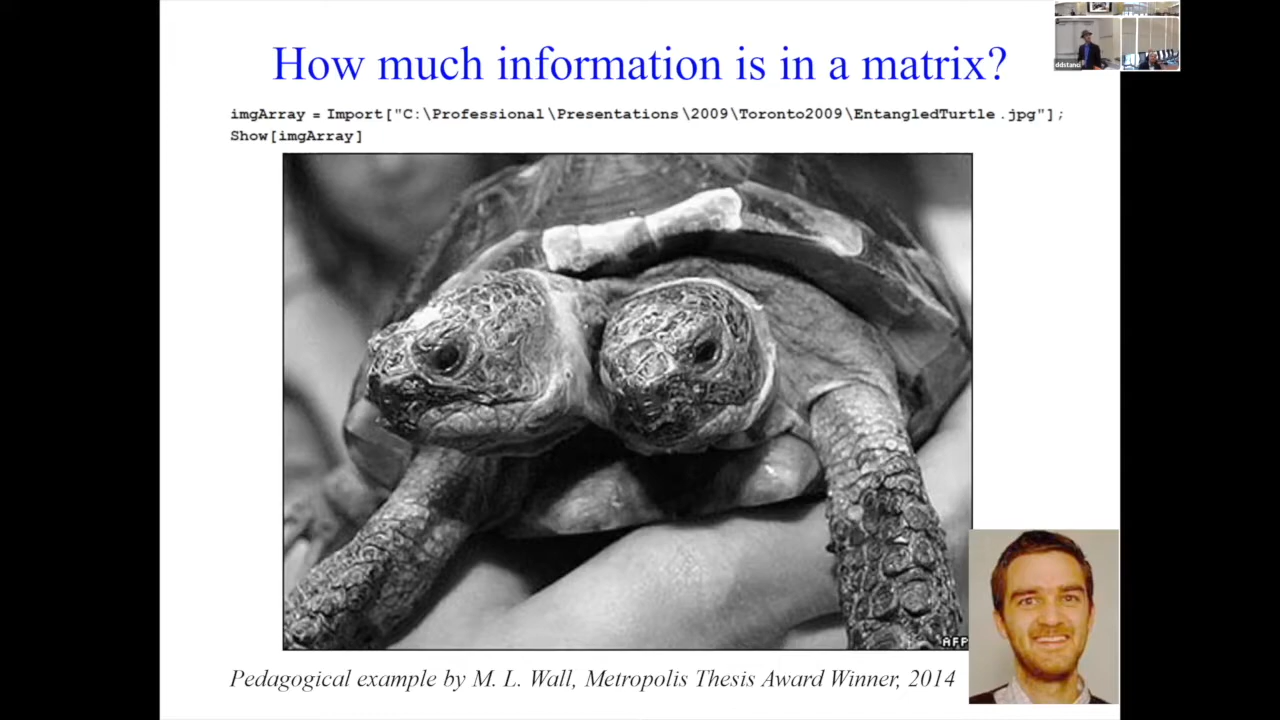 How much information is in a matrix?
imgArray = Import["C:\Professional\Presentations\2009\Toronto2009\EntangledTurtle.jpg"];
Show[imgArray]
AFP
Pedagogical example by M. L. Wall, Metropolis Thesis Award Winner, 2014